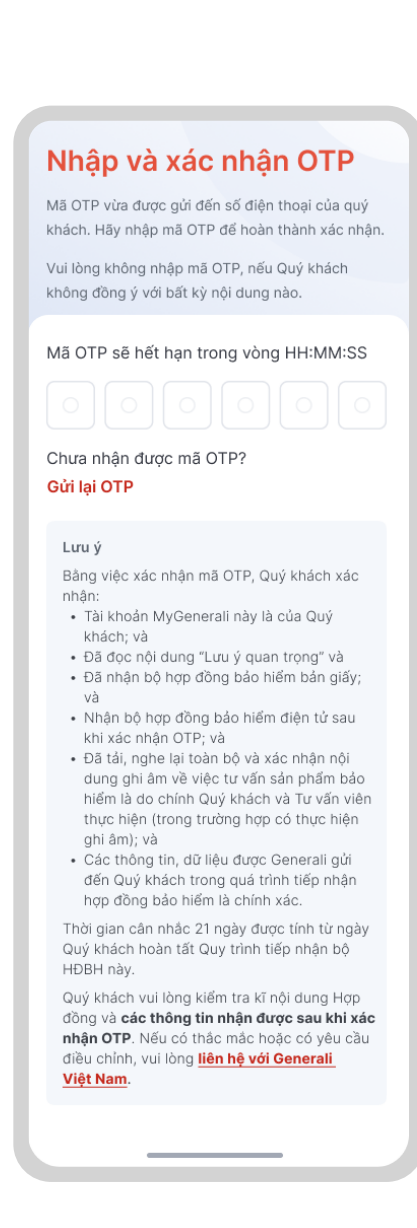 Nhập và xác nhận OTP
Mã OTP vừa được gửi đến số điện thoại của quý
khách. Hãy nhập mã OTP để hoàn thành xác nhận.
Vui lòng không nhập mã OTP, nếu Quý khách
không đồng ý với bất kỳ nội dung nào.
Mã OTP sẽ hết hạn trong vòng HH:MM:SS
Chưa nhận được mã OTP?
Gửi lại OTP
Lưu ý
Bằng việc xác nhận mã OTP, Quý khách xác
nhận:
• Tài khoản MyGenerali này là của Quý
khách; và
• Đã đọc nội dung “Lưu ý quan trọng” và
• Đã nhận bộ hợp đồng bảo hiểm bản giấy;
và
• Nhận bộ hợp đồng bảo hiểm điện tử sau
khi xác nhận OTP; và
• Đã tải, nghe lại toàn bộ và xác nhận nội
dung ghi âm về việc tư vấn sản phẩm bảo
hiểm là do chính Quý khách và Tư vấn viên
thực hiện (trong trường hợp có thực hiện
ghi âm); và
• Các thông tin, dữ liệu được Generali gửi
đến Quý khách trong quá trình tiếp nhận
hợp đồng bảo hiểm là chính xác.
Thời gian cân nhắc 21 ngày được tính từ ngày
Quý khách hoàn tất Quy trình tiếp nhận bộ
HĐBH này.
Quý khách vui lòng kiểm tra kĩ nội dung Hợp
đồng và các thông tin nhận được sau khi xác
nhận OTP. Nếu có thắc mắc hoặc có yêu cầu
điều chỉnh, vui lòng liên hệ với Generali
Việt Nam.